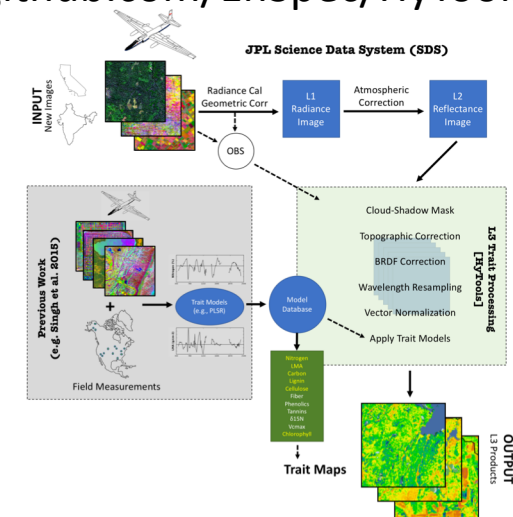 JPL Science Data System (SDS)
INPUT
New Images
Radiance Cal
Geometric Corr
L1
Radiance
Image
Atmospheric
Correction
L2
Reflectance
Image
OBS
Previous Work
(e.g. Singh et al. 2015)
+
Field Measurements
Trait Models
(e.g., PLSR)
Model
Database
Cloud-Shadow Mask
Topographic Correction
BRDF Correction
Wavelength Resampling
Vector Normalization
Apply Trait Models
L3 Trait Processing
[HyTools]
Nitrogen
LMA
Carbon
Lignin
Cellulose
Fiber
Phenolics
Tannins
δ15N
Vcmax
Chlorophyll
Trait Maps
OUTPUT
L3 Products